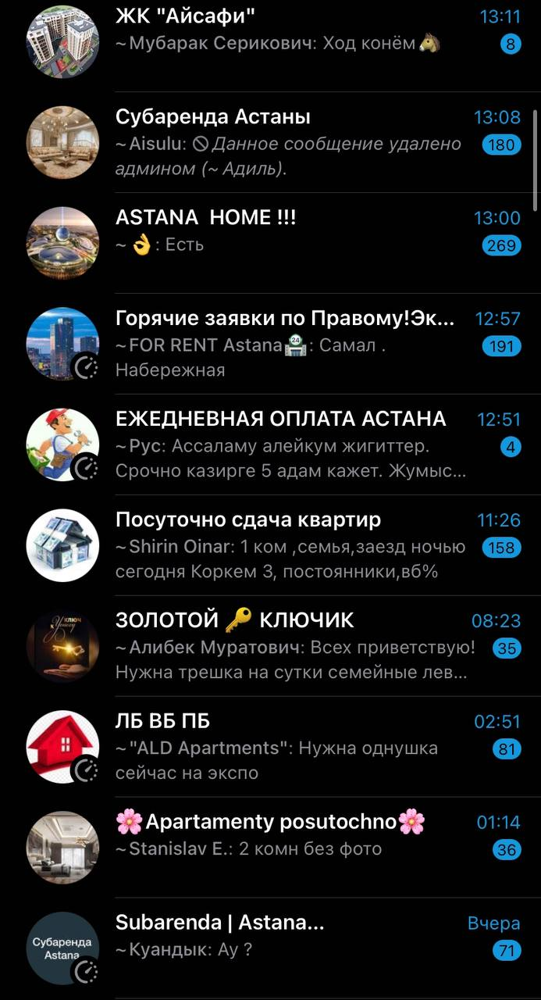 ЖК "Айсафи"
13:11
~ Мубарак Серикович: Ход конём🐴
8
Субаренда Астаны
13:08
~ Aisulu: 🚫 Данное сообщение удалено
180
админом (~ Адиль).
ASTANA  HOME !!!
13:00
~ 👌: Есть
269
Горячие заявки по Правому!Эк...
12:57
~ FOR RENT Astana🏪: Самал .
191
Набережная
ЕЖЕДНЕВНАЯ ОПЛАТА АСТАНА
12:51
~ Рус: Ассаламу алейкум жигиттер.
4
Срочно казирге 5 адам кажет. Жумыс...
Посуточно сдача квартир
11:26
~ Shirin Oinar: 1 ком ,семья,заезд ночью
158
сегодня Коркем 3, постоянники,вб%
ключ
к Успеху
ЗОЛОТОЙ 🔑 КЛЮЧИК
08:23
~ Алибек Муратович: Всех приветствую!
35
Нужна трешка на сутки семейные лев...
ЛБ ВБ ПБ
02:51
~ "ALD Apartments": Нужна однушка
81
сейчас на экспо
🌸Apartamenty posutochno🌸
01:14
~ Stanislav E.: 2 комн без фото
36
Субаренда
Astana
Subarenda | Astana...
Вчера
~ Куандык: Ау ?
71